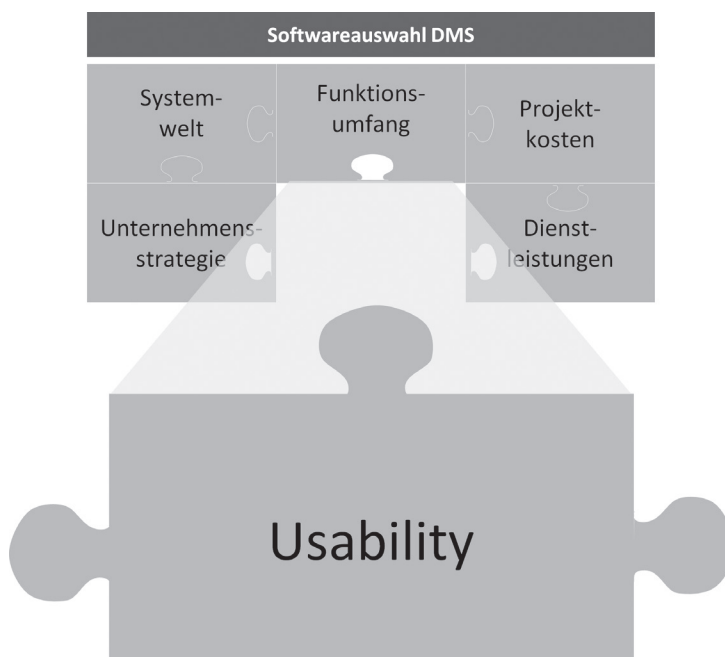 Softwareauswahl DMS
System-
welt
Funktions-
umfang
Projekt-
kosten
Unternehmens-
strategie
Dienst-
leistungen
Usability